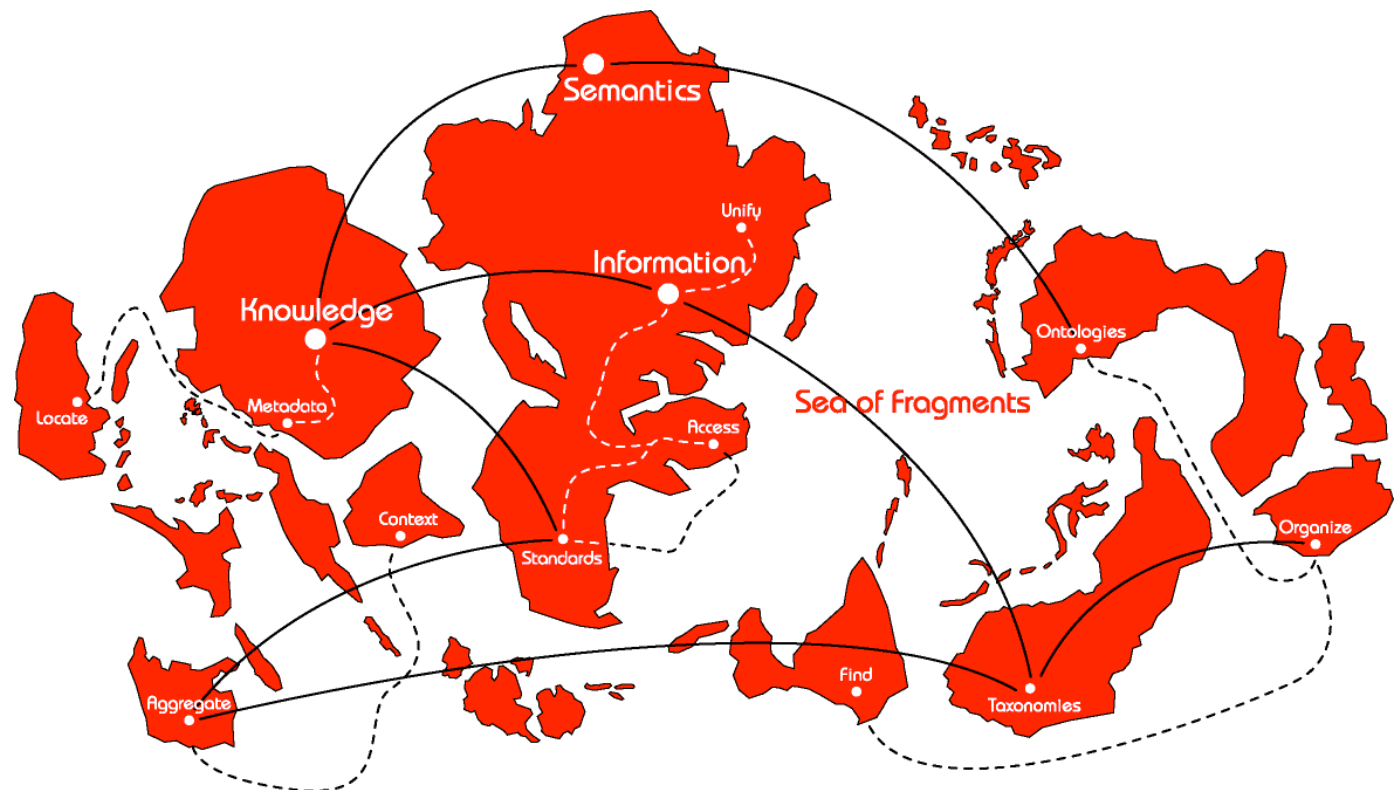 Semantics
Unify
Information
Knowledge
Ontologies
Sea of Fragments
Metadata
Locate
Access
Context
Organize
Standards
Find
Aggregate
Taxonomies